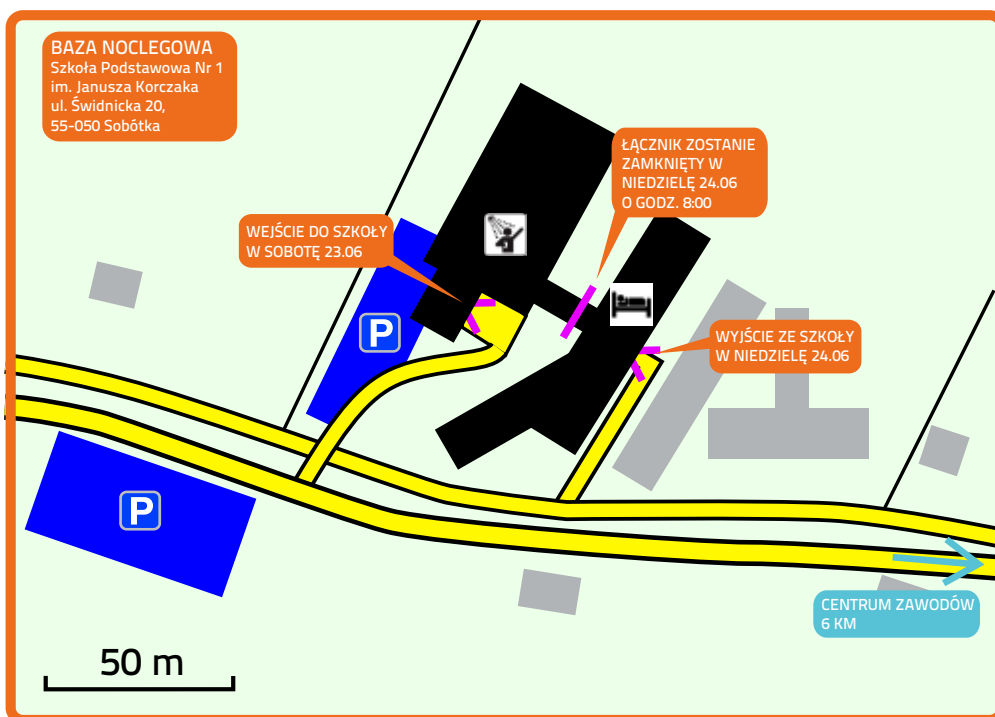 BAZA NOCLEGOWA
Szkoła Podstawowa Nr 1
im. Janusza Korczaka
ul. Świdnicka 20,
55-050 Sobótka
ŁĄCZNIK ZOSTANIE
ZAMKNIĘTY W
NIEDZIELĘ 24.06
O GODZ. 8:00
WEJŚCIE DO SZKOŁY
W SOBOTĘ 23.06
P
WYJŚCIE ZE SZKOŁY
W NIEDZIELĘ 24.06
P
CENTRUM ZAWODÓW
6 KM
50 m